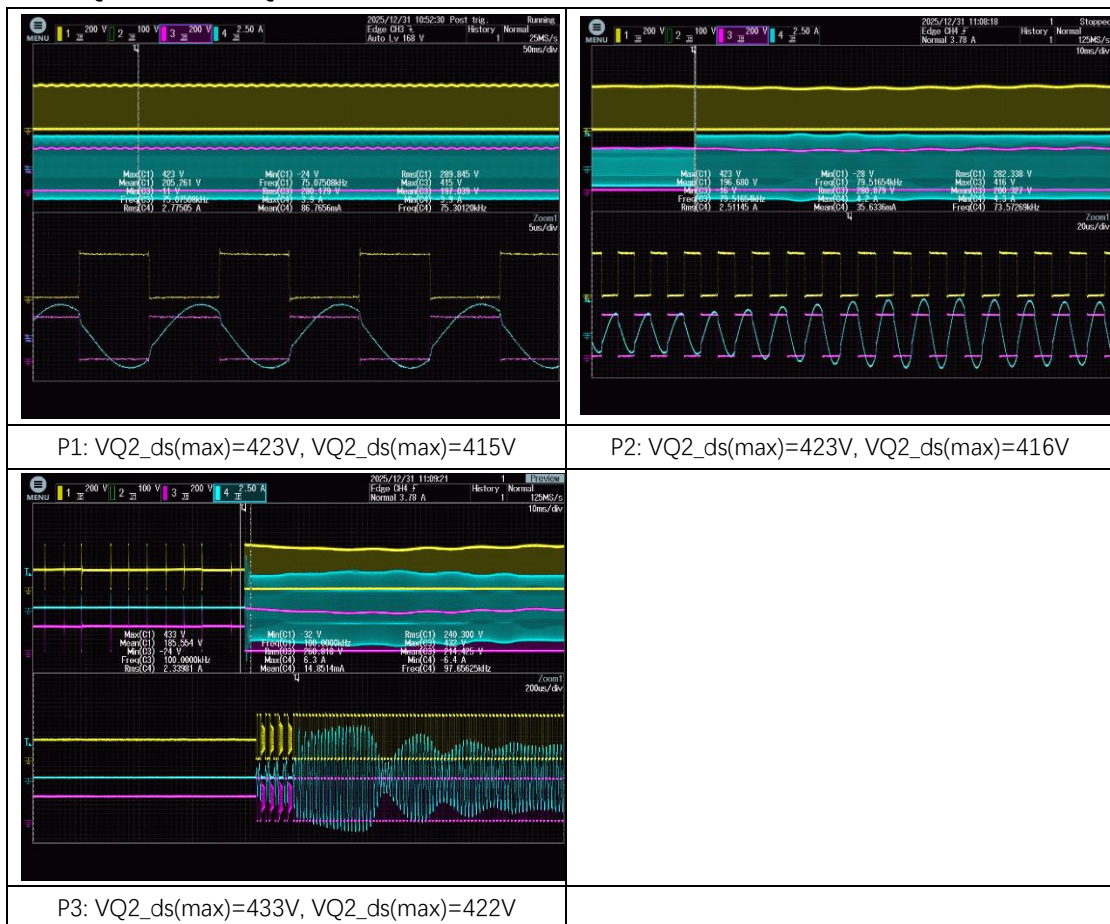 2025/12/31 10:52:30 Post trig. Running
MENU 1 200 V 2 100 V 3 200 V 4 2.50 A
Edge CH3
Auto Lv 168 V
History Normal
1 25MS/s
50ms/div
Max(C1) 423 V Min(C1) -24 V Rms(C1) 289.845 V
Mean(C1) 205.261 V Freq(C1) 75.07508kHz Max(C3) 415 V
Min(C3) -11 V Rms(C3) 280.179 V Mean(C3) 197.039 V
Freq(C3) 75.07508kHz Max(C4) 3.9 A Min(C4) -3.9 A
Rms(C4) 2.77505 A Mean(C4) 86.7656mA Freq(C4) 75.30120kHz
Zoom1
5us/div
P1: VQ2_ds(max)=423V, VQ2_ds(max)=415V
2025/12/31 11:08:18 1 Stopped
MENU 1 200 V 2 100 V 3 200 V 4 2.50 A
Edge CH4
Normal 3.78 A
History Normal
1 125MS/s
10ms/div
Max(C1) 423 V Min(C1) -28 V Rms(C1) 282.338 V
Mean(C1) 196.680 V Freq(C1) 79.51654kHz Max(C3) 416 V
Min(C3) -16 V Rms(C3) 280.879 V Mean(C3) 200.327 V
Freq(C3) 79.51654kHz Max(C4) 4.2 A Min(C4) -4.3 A
Rms(C4) 2.51145 A Mean(C4) 35.6336mA Freq(C4) 73.57269kHz
Zoom1
20us/div
P2: VQ2_ds(max)=423V, VQ2_ds(max)=416V
2025/12/31 11:09:21 1 Preview
MENU 1 200 V 2 100 V 3 200 V 4 2.50 A
Edge CH4
Normal 3.78 A
History Normal
1 125MS/s
10ms/div
Max(C1) 433 V Min(C1) -32 V Rms(C1) 240.300 V
Mean(C1) 185.554 V Freq(C1) 100.0000kHz Max(C3) 432 V
Min(C3) -24 V Rms(C3) 260.818 V Mean(C3) 214.425 V
Freq(C3) 100.0000kHz Max(C4) 6.3 A Min(C4) -6.4 A
Rms(C4) 2.33981 A Mean(C4) 14.8514mA Freq(C4) 97.65625kHz
Zoom1
200us/div
P3: VQ2_ds(max)=433V, VQ2_ds(max)=422V